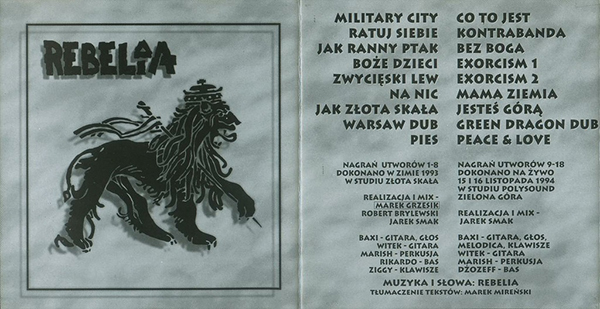 REBELIA
MILITARY CITY
RATUJ SIEBIE
JAK RANNY PTAK
BOŻE DZIECI
ZWYCIĘSKI LEW
NA NIC
JAK ZŁOTA SKAŁA
WARSAW DUB
PIES
NAGRAŃ UTWORÓW 1-8
DOKONANO W ZIMIE 1993
W STUDIU ZŁOTA SKAŁA
REALIZACJA I MIX -
MAREK GRZESIK
ROBERT BRYLEWSKI
JAREK SMAK
BAXI - GITARA, GŁOS
WITEK - GITARA
MARISH - PERKUSJA
RIKARDO - BAS
ZIGGY - KLAWISZE
CO TO JEST
KONTRABANDA
BEZ BOGA
EXORCISM 1
EXORCISM 2
MAMA ZIEMIA
JESTEŚ GÓRĄ
GREEN DRAGON DUB
PEACE & LOVE
NAGRAŃ UTWORÓW 9-18
DOKONANO NA ŻYWO
15 I 16 LISTOPADA 1994
W STUDIU POLYSOUND
ZIELONA GÓRA
REALIZACJA I MIX -
JAREK SMAK
BAXI - GITARA, GŁOS,
MELODICA, KLAWISZE
WITEK - GITARA
MARISH - PERKUSJA
DŻOZEFF - BAS
MUZYKA I SŁOWA: REBELIA
TŁUMACZENIE TEKSTÓW: MAREK MIREŃSKI